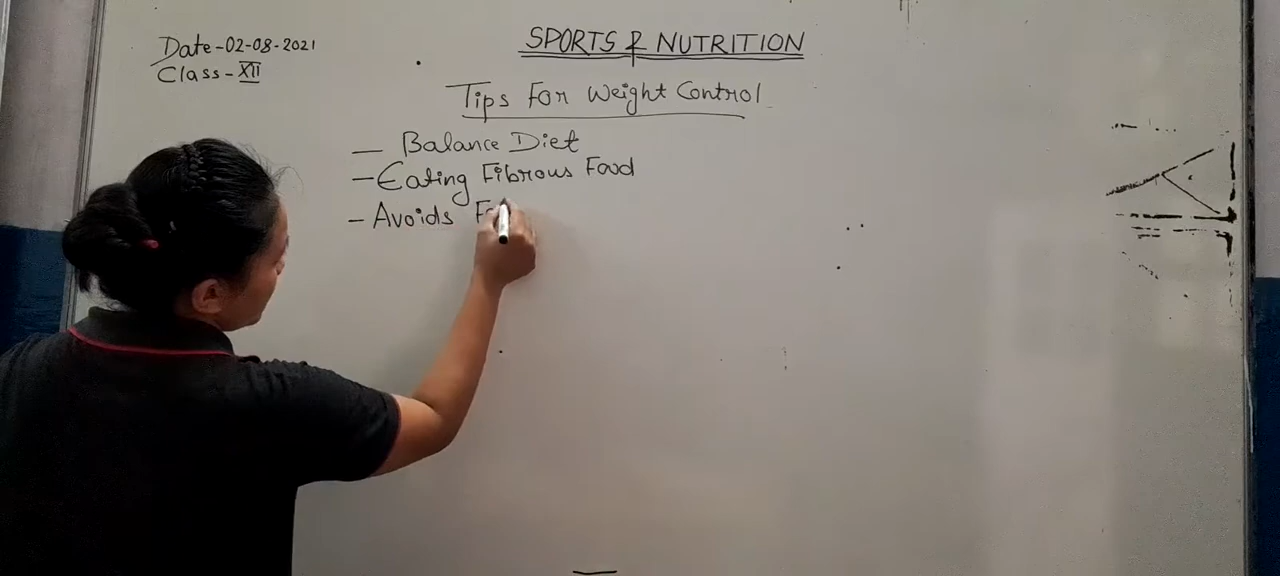 Date-02-08-2021
Class-XII
SPORTS & NUTRITION
Tips For Weight Control
— Balance Diet
- Eating Fibrous Food
- Avoids